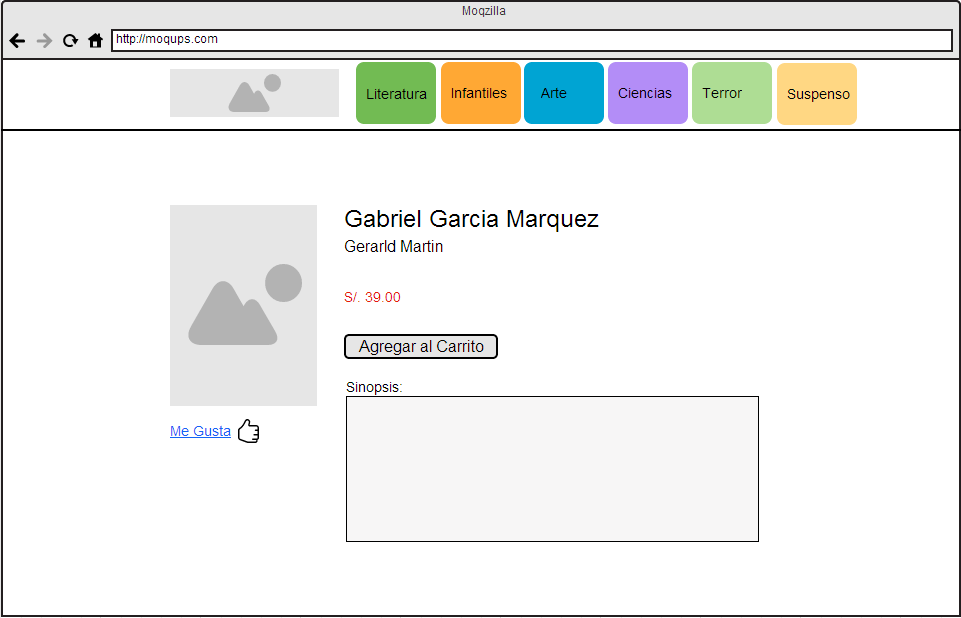 Moqzilla
http://moqups.com
Literatura
Infantiles
Arte
Ciencias
Terror
Suspenso
Gabriel Garcia Marquez
Gerarld Martin
S/. 39.00
Agregar al Carrito
Sinopsis:
Me Gusta